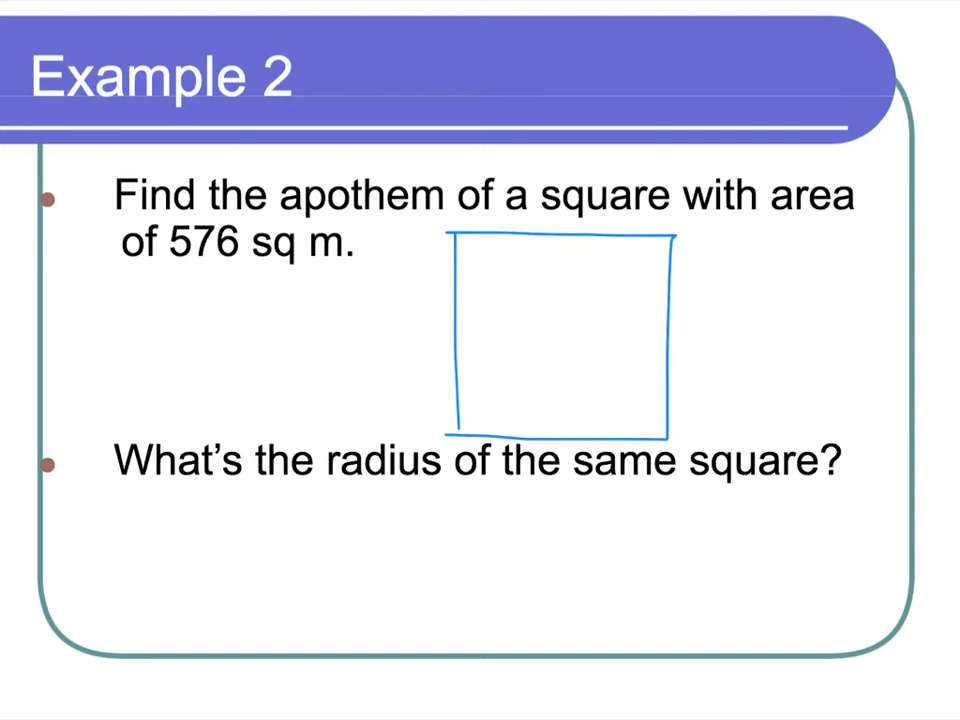 Example 2
Find the apothem of a square with area
of 576 sq m.
What’s the radius of the same square?